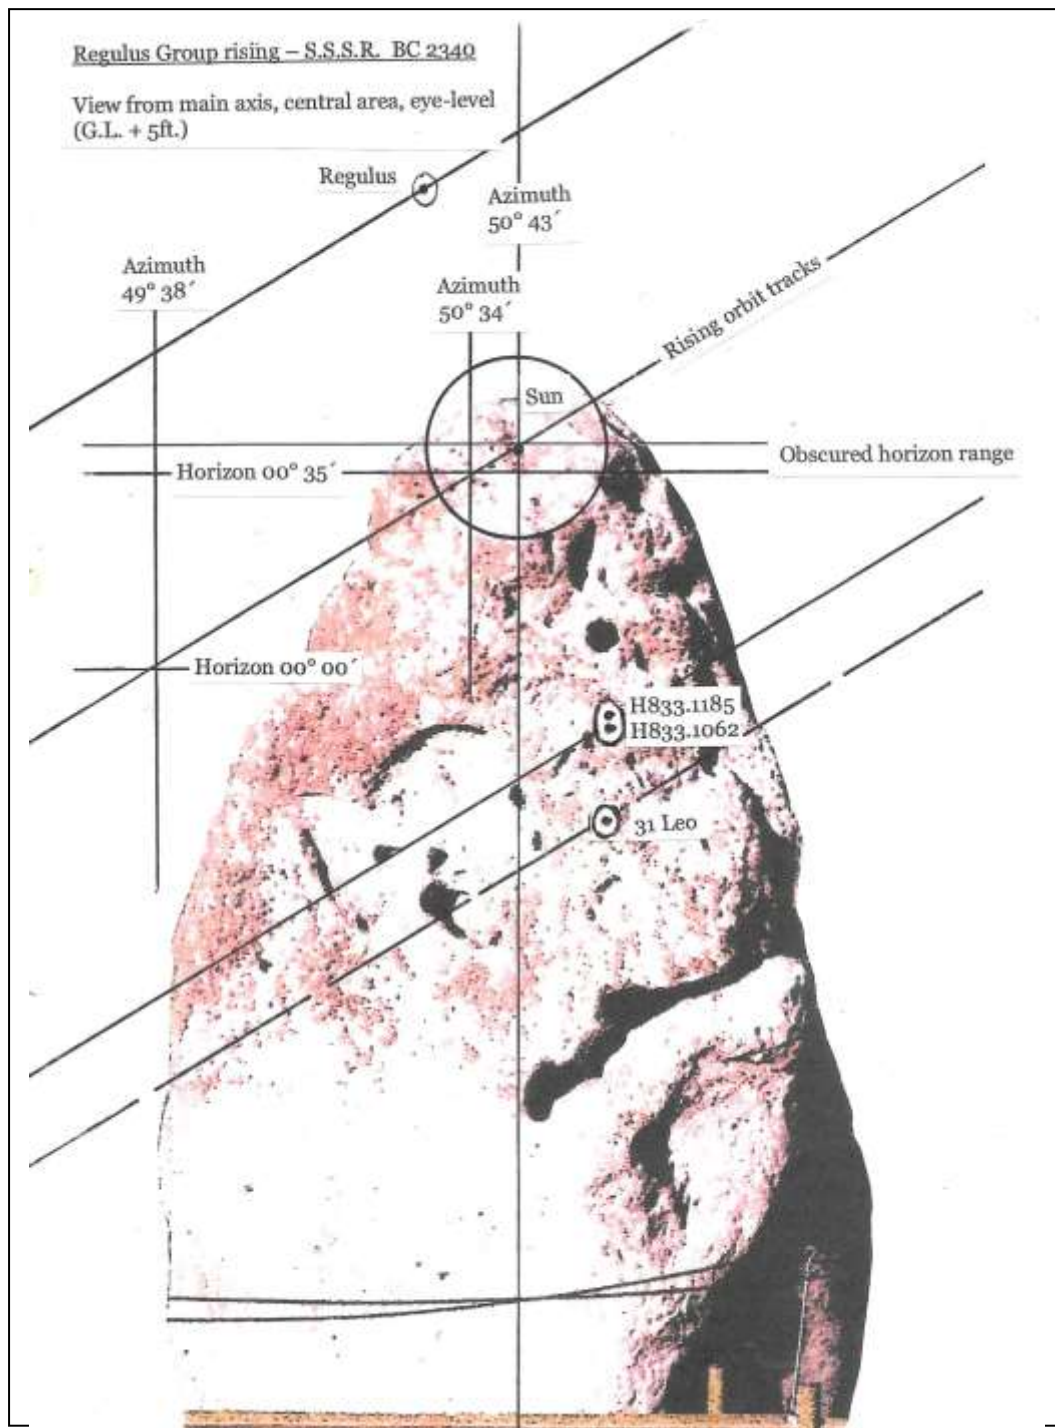 Regulus Group rising – S.S.S.R. BC 2340
View from main axis, central area, eye-level
(G.L. + 5ft.)
Regulus
Azimuth
50° 43´
Azimuth
49° 38´
Azimuth
50° 34´
Rising orbit tracks
Sun
Obscured horizon range
Horizon 00° 35´
Horizon 00° 00´
H833.1185
H833.1062
31 Leo